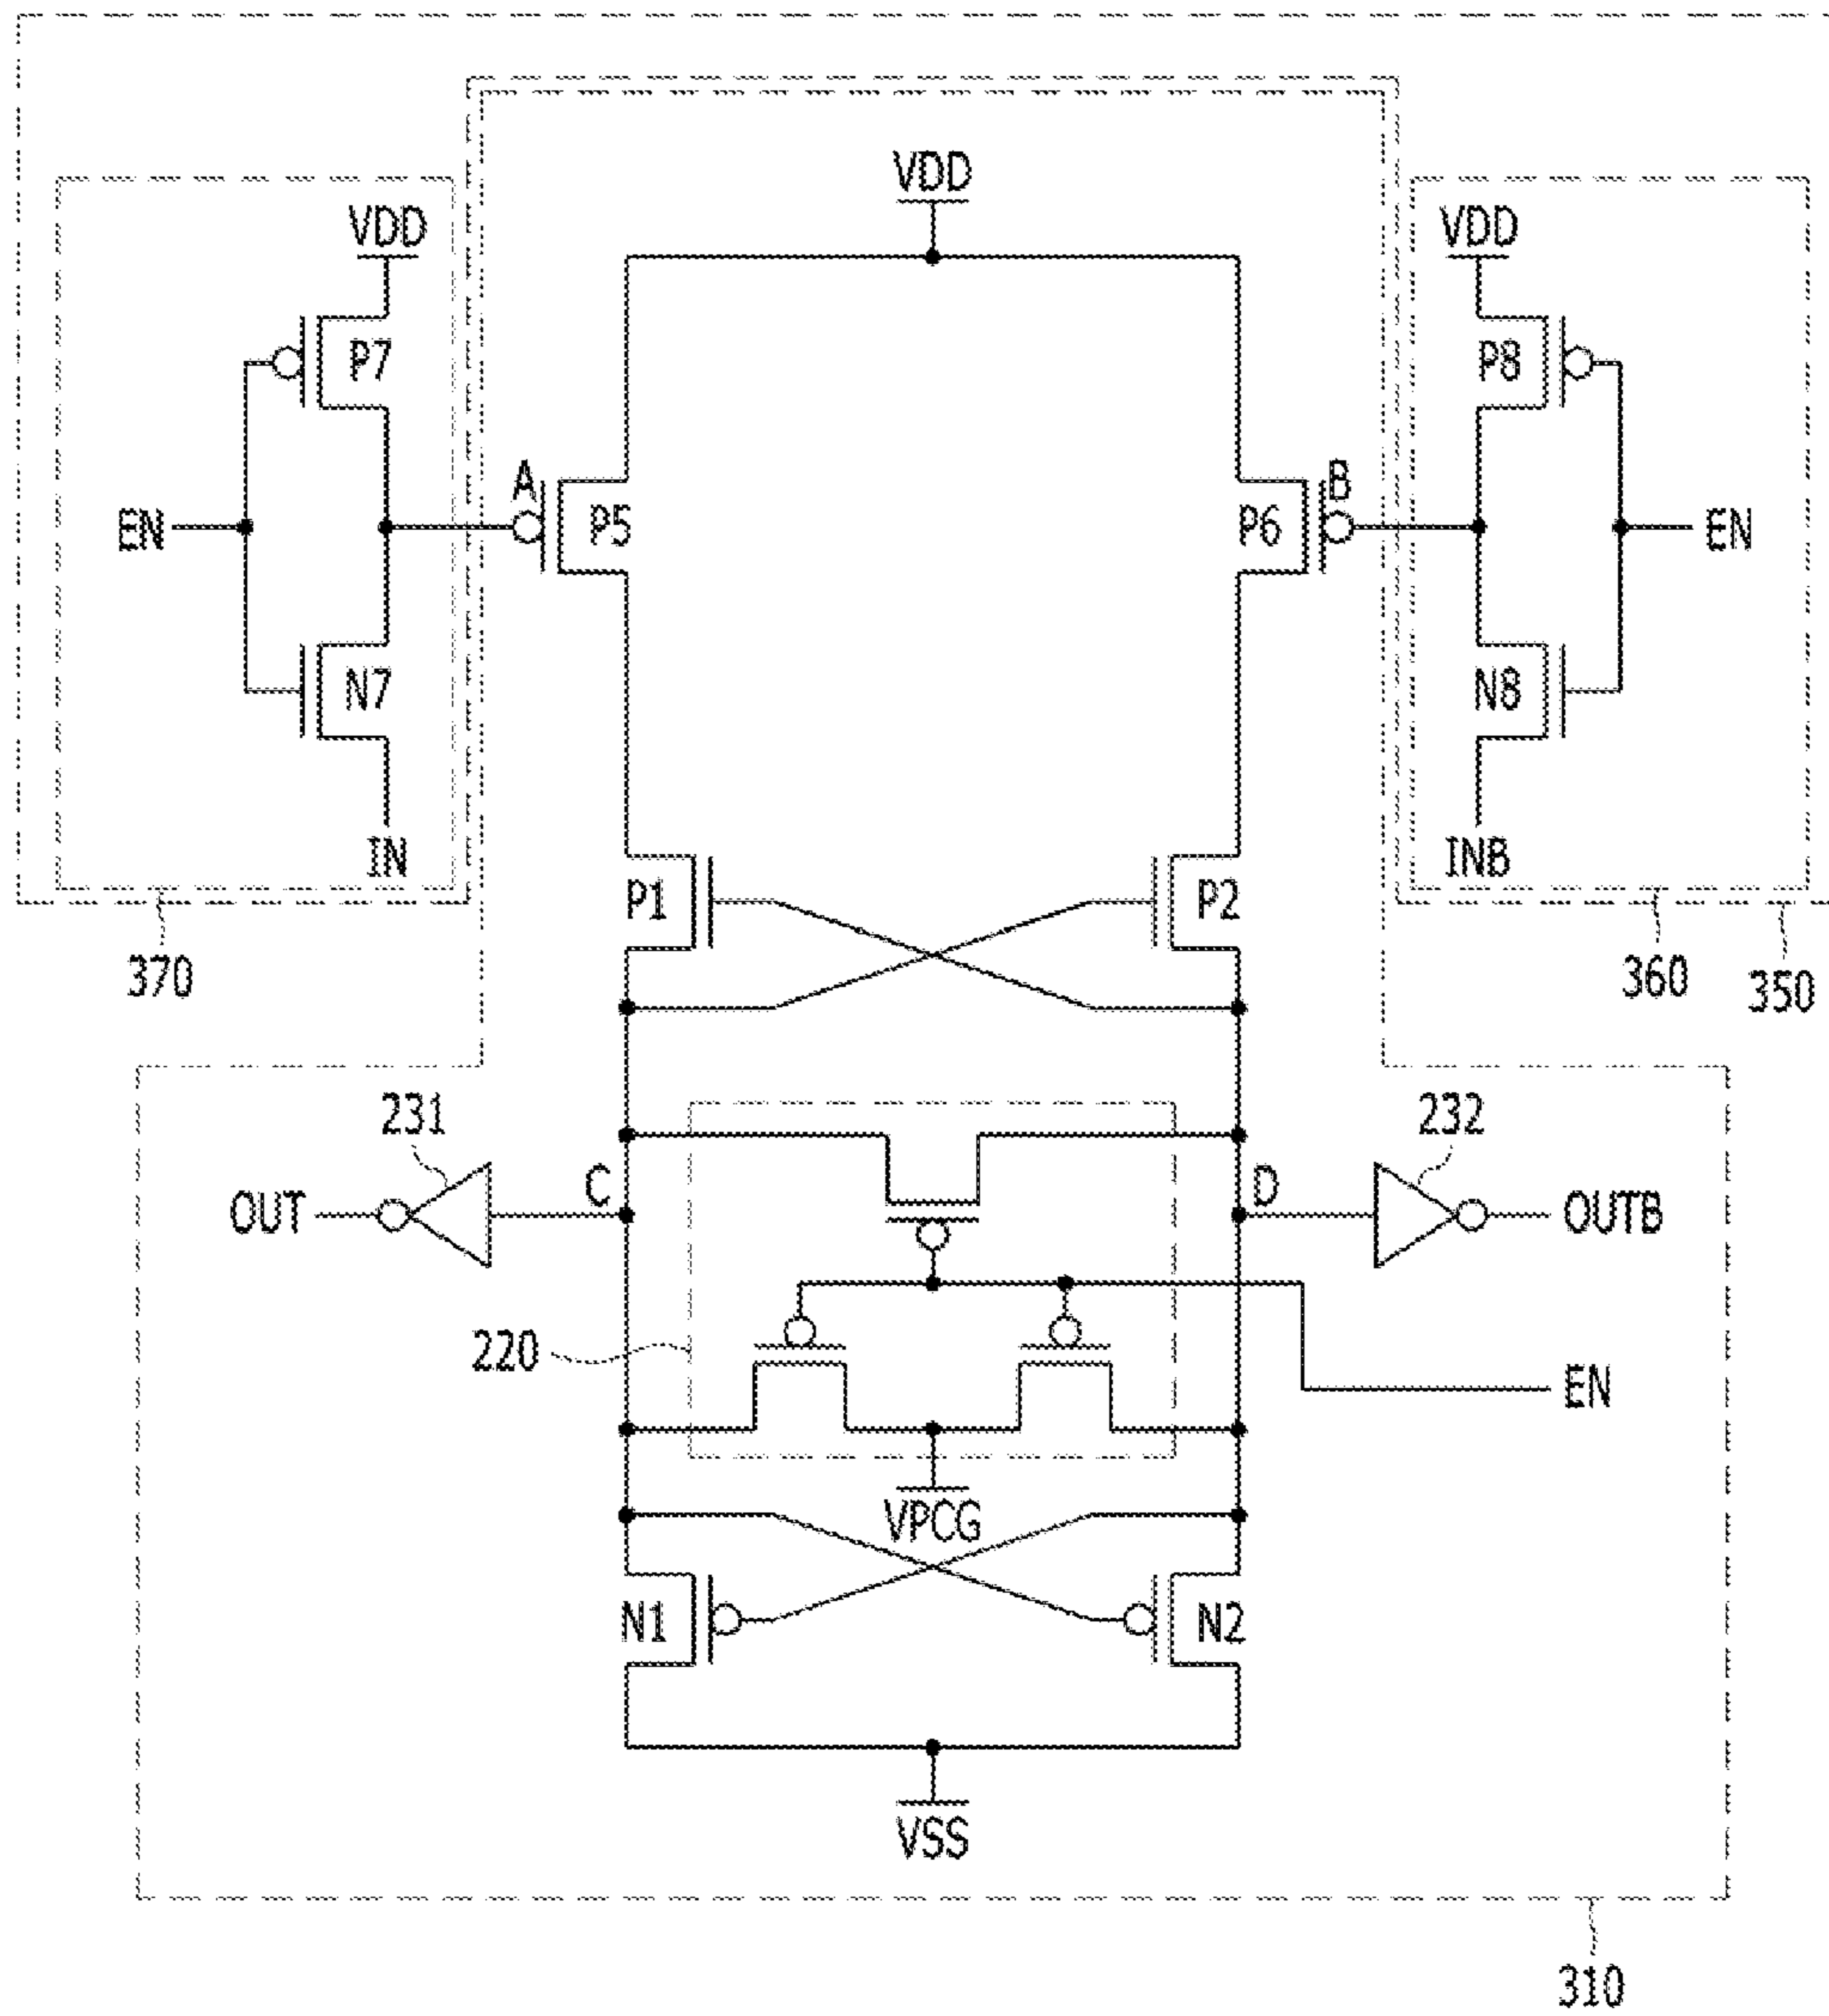 VDD
VDD
VDD
P7
P8
A
B
EN
P5
P6
EN
N7
N8
IN
INB
P1
P2
370
360
350
231
232
C
D
OUT
OUTB
220
EN
VPCG
N1
N2
VSS
310